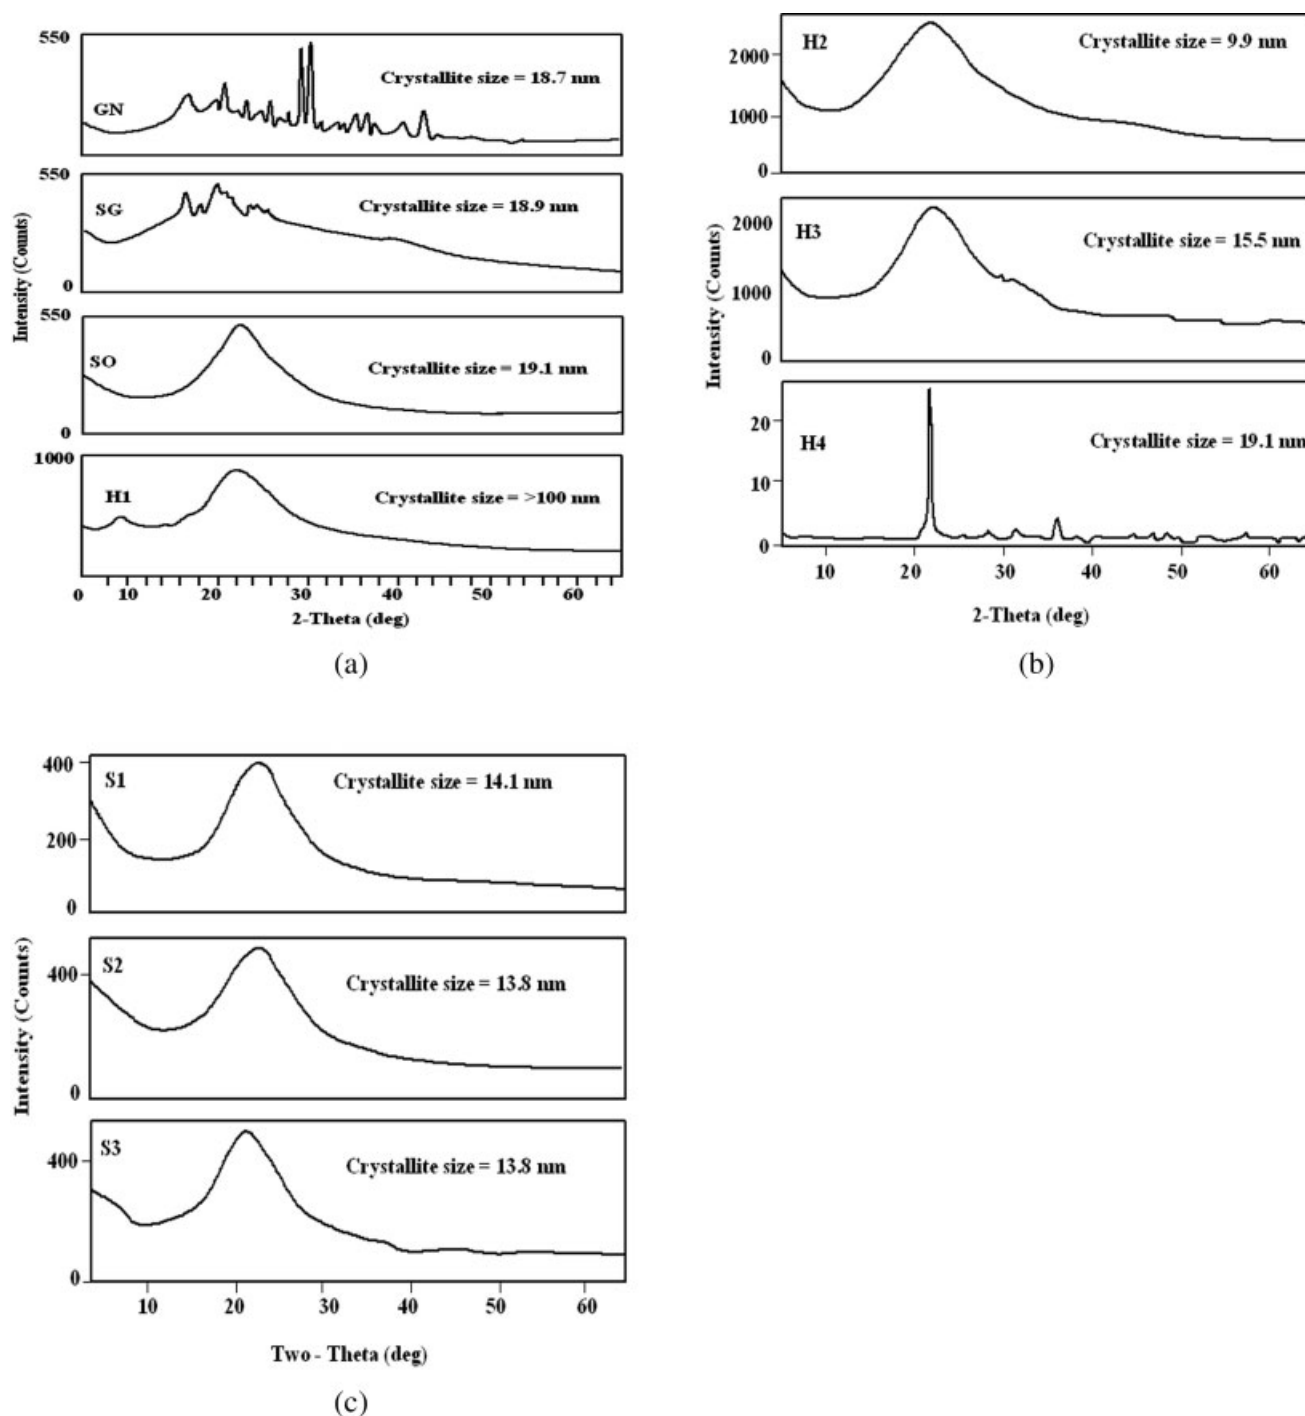 550
GN
Crystallite size = 18.7 nm
550
SG
Crystallite size = 18.9 nm
0
550
SO
Crystallite size = 19.1 nm
0
1000
H1
Crystallite size = >100 nm
0 10 20 30 40 50 60
2-Theta (deg)
Intensity (Counts)
(a)
H2
Crystallite size = 9.9 nm
2000
1000
0
H3
Crystallite size = 15.5 nm
2000
1000
0
H4
Crystallite size = 19.1 nm
20
10
0
10 20 30 40 50 60
2-Theta (deg)
Intensity (Counts)
(b)
400
S1
Crystallite size = 14.1 nm
200
0
S2
400
Crystallite size = 13.8 nm
0
S3
400
Crystallite size = 13.8 nm
0
10 20 30 40 50 60
Two - Theta (deg)
Intensity (Counts)
(c)